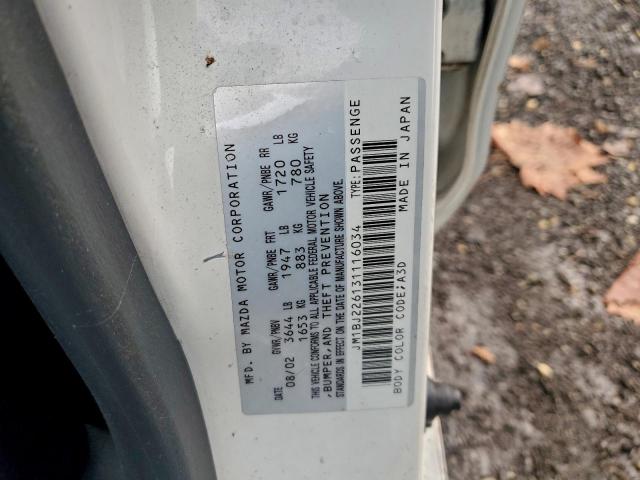 MFD. BY MAZDA MOTOR CORPORATION
DATE GVWR/PNBV GAWR/PNBE FRT GAWR/PNBE RR
08/02 3644 LB 1947 LB 1720 LB
1653 KG 883 KG 780 KG
THIS VEHICLE CONFORMS TO ALL APPLICABLE FEDERAL MOTOR VEHICLE SAFETY
,BUMPER,AND THEFT PREVENTION
STANDARDS IN EFFECT ON THE DATE OF MANUFACTURE SHOWN ABOVE.
JM1BJ226131116034 TYPE:PASSENGE
BODY COLOR CODE;A3D MADE IN JAPAN